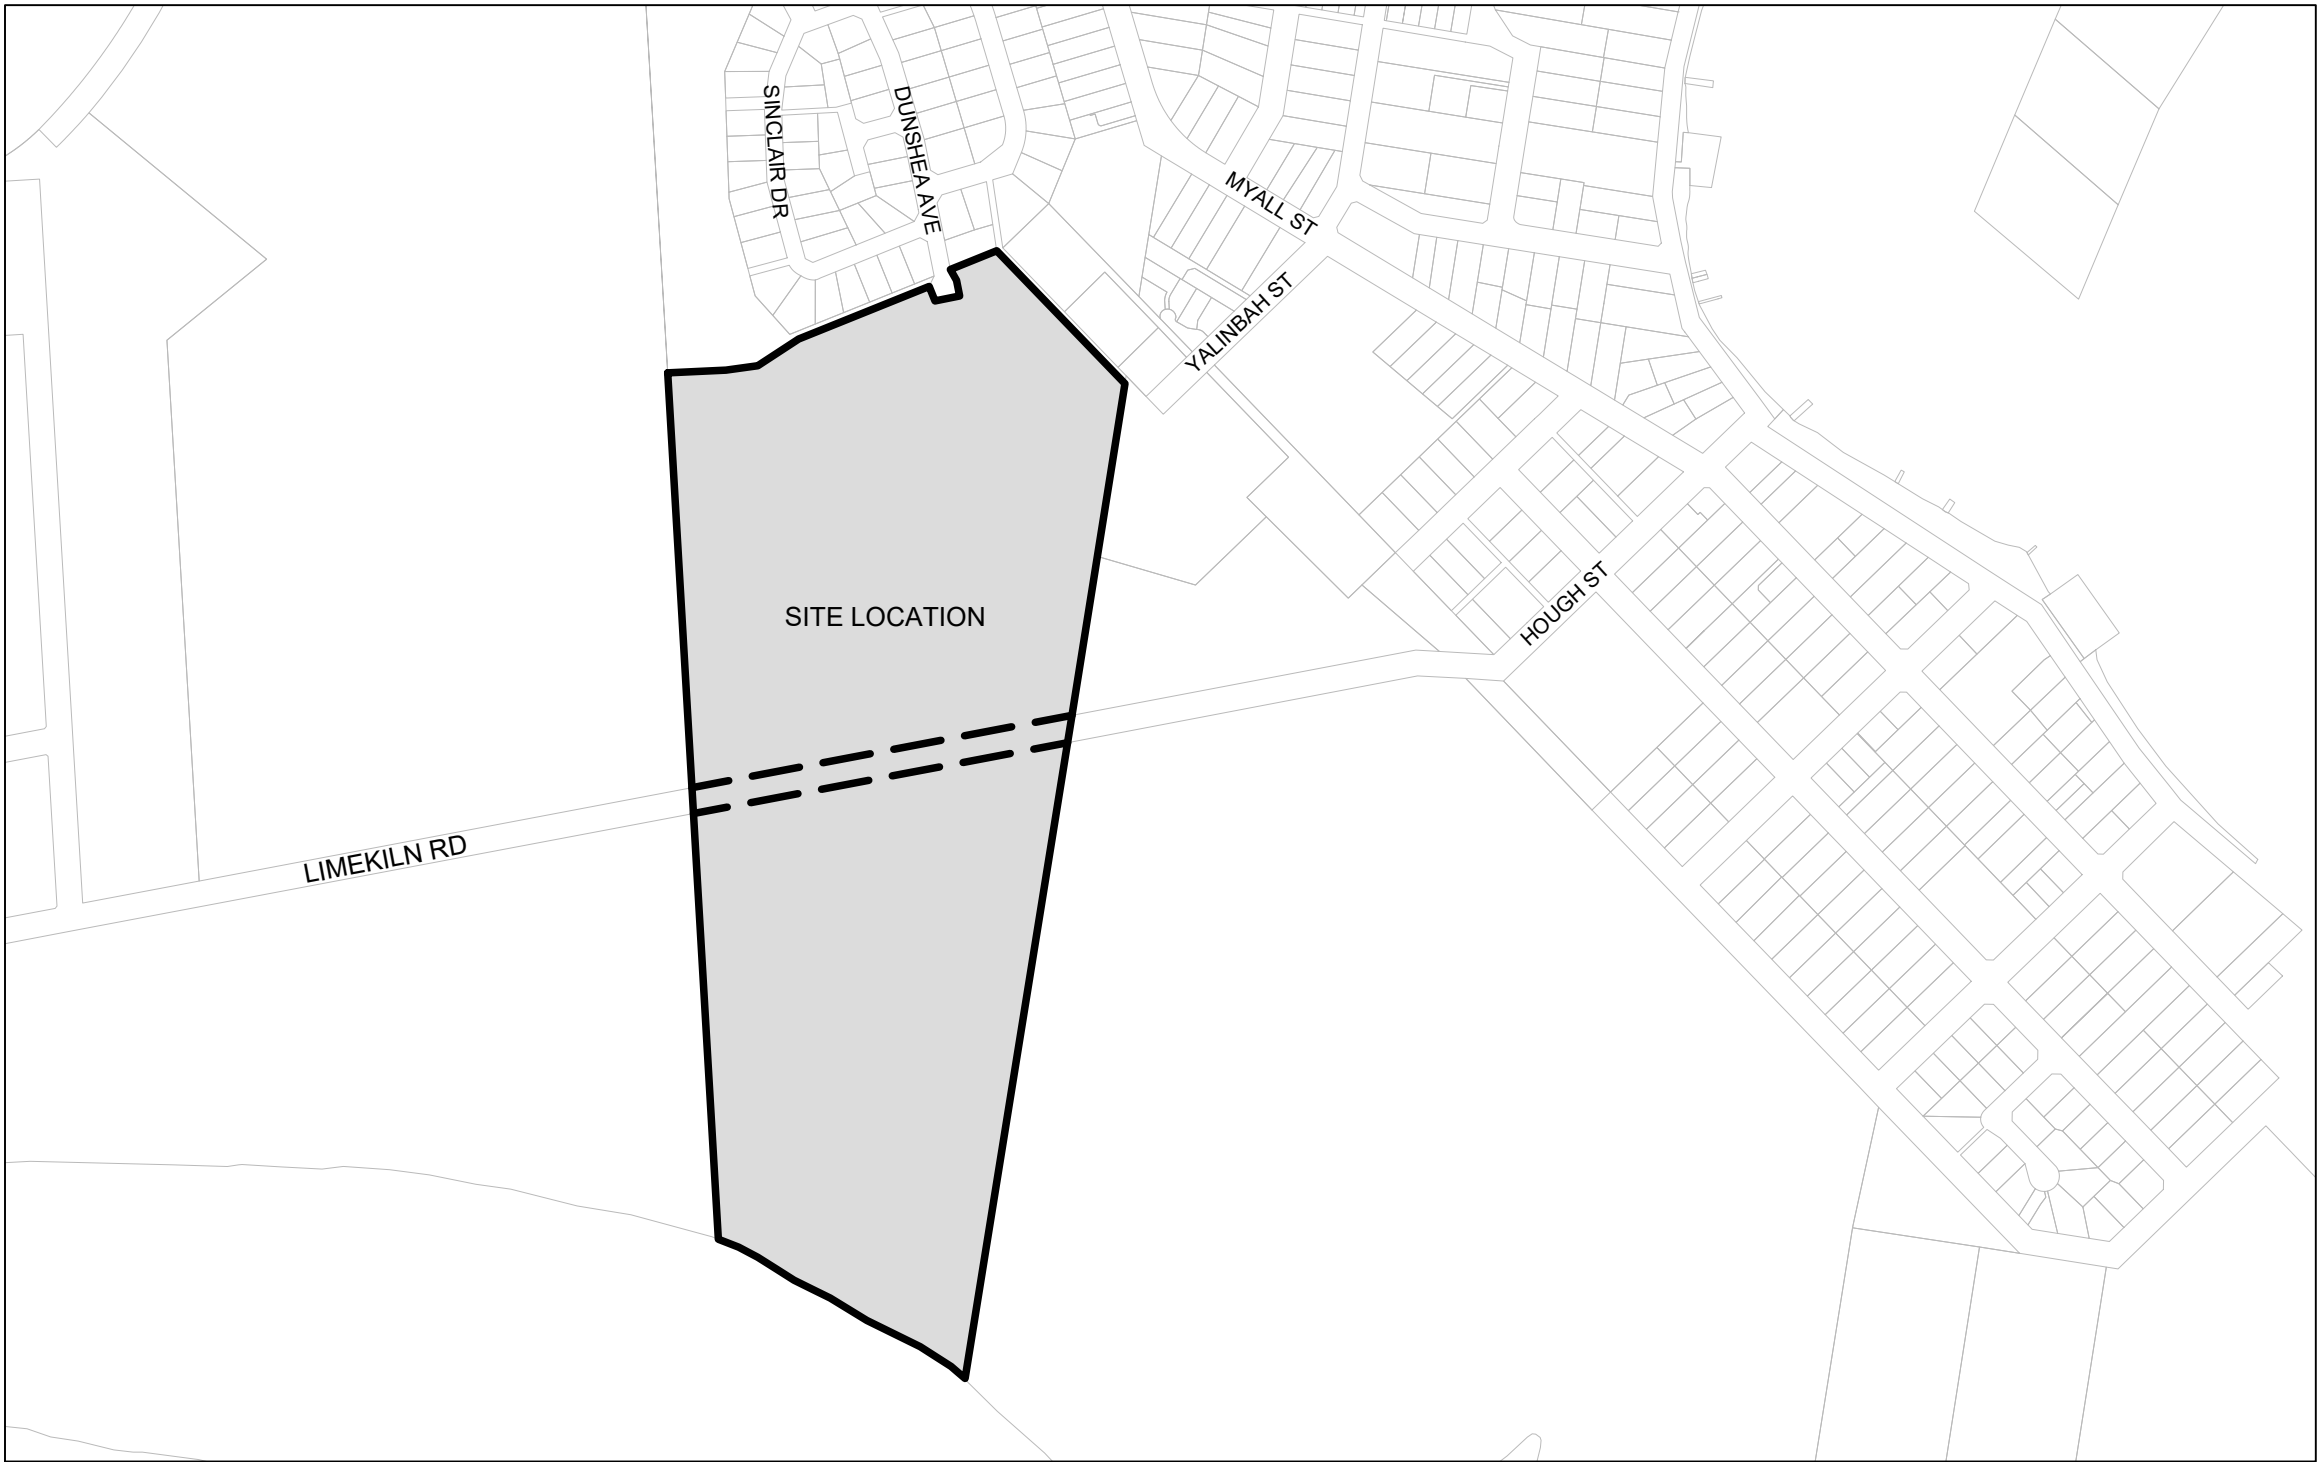 SINCLAIR DR
DUNSHEA AVE
MYALL ST
YALINBAH ST
SITE LOCATION
HOUGH ST
LIMEKILN RD